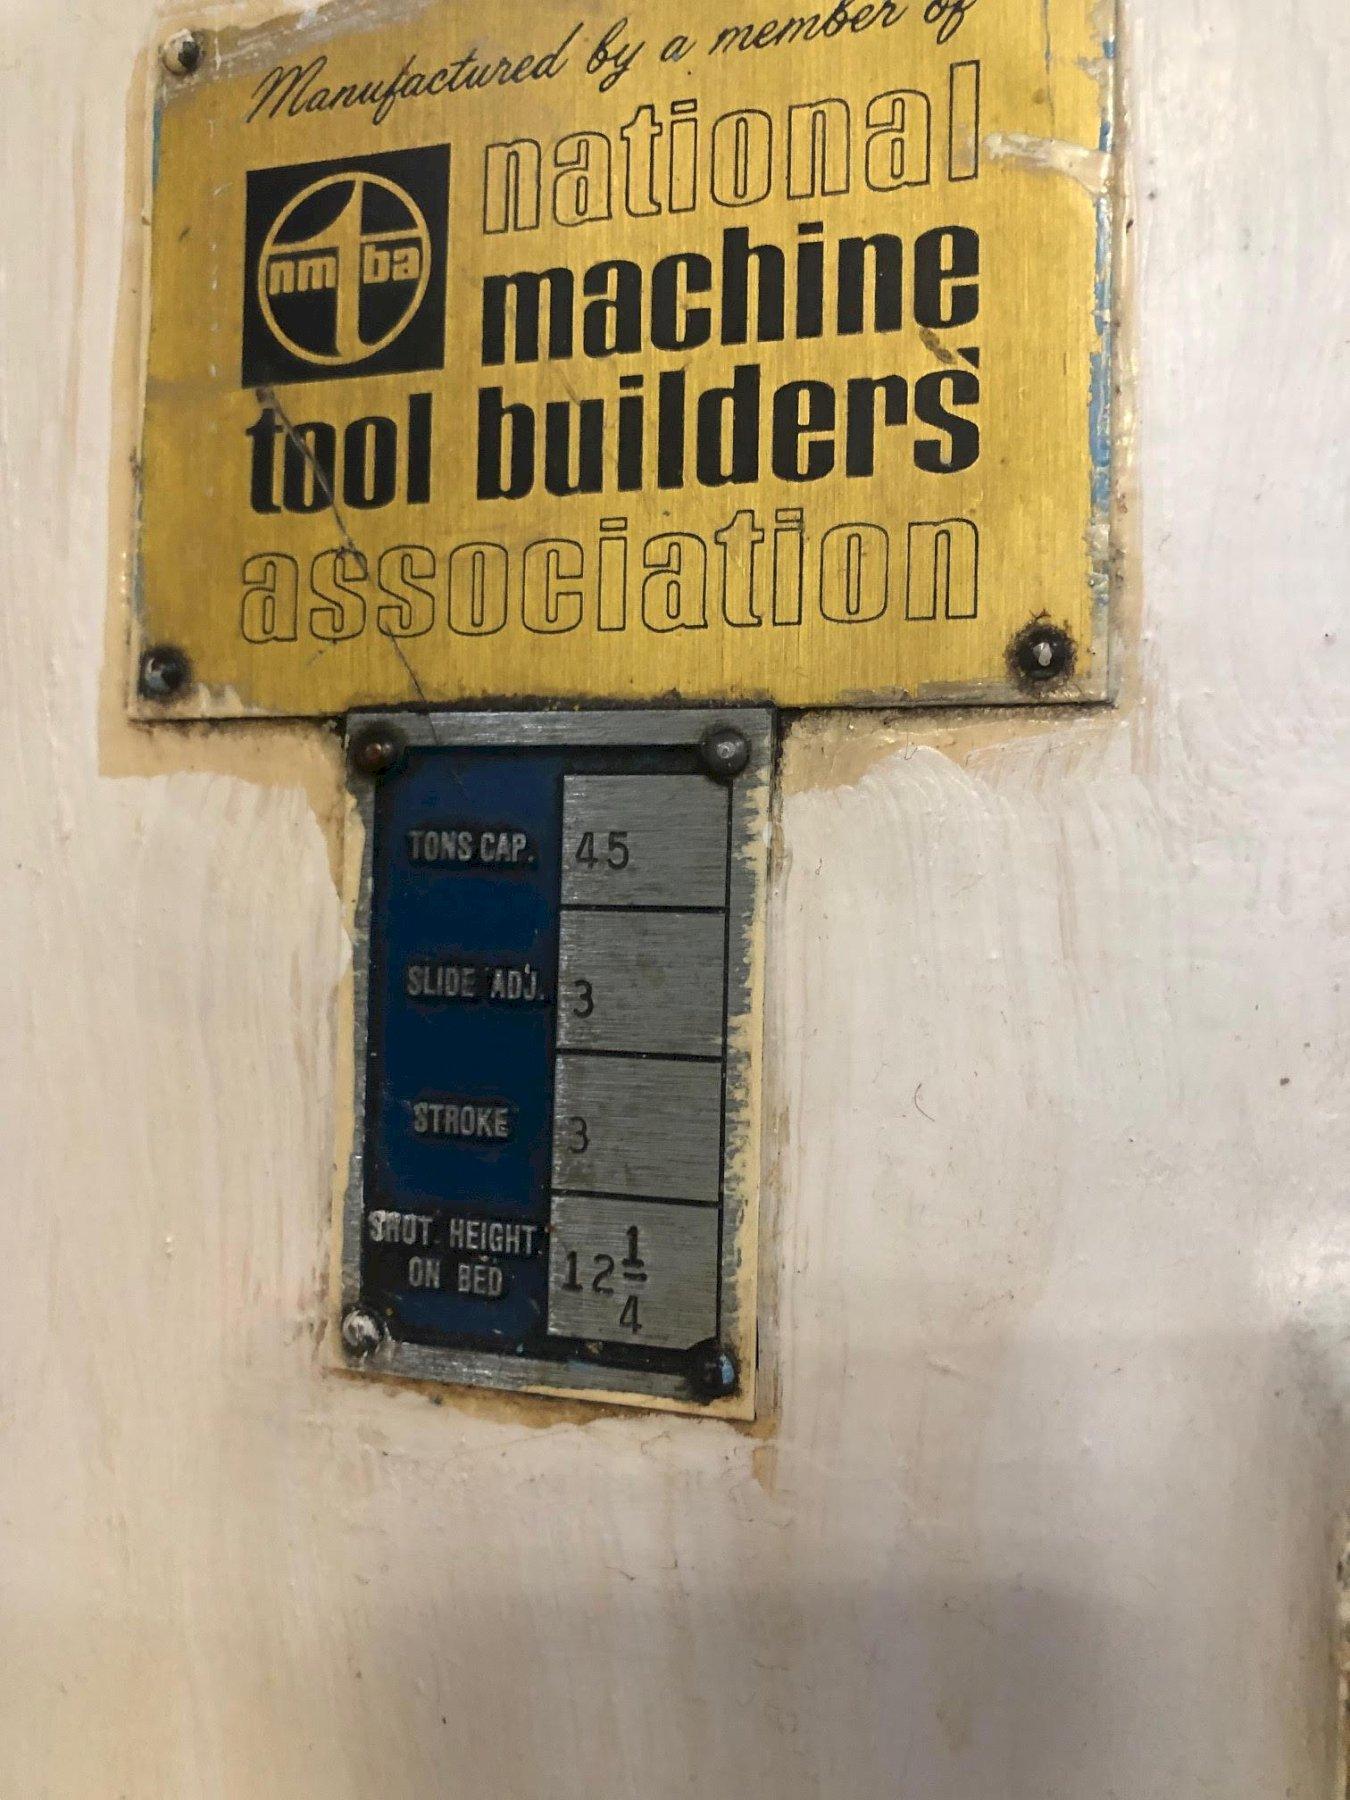 Manufactured by a member of
national
nm ba
machine
tool builders'
association
TONS CAP. 45
SLIDE ADJ. 3
STROKE 3
SHUT. HEIGHT.
ON BED 12 1/4